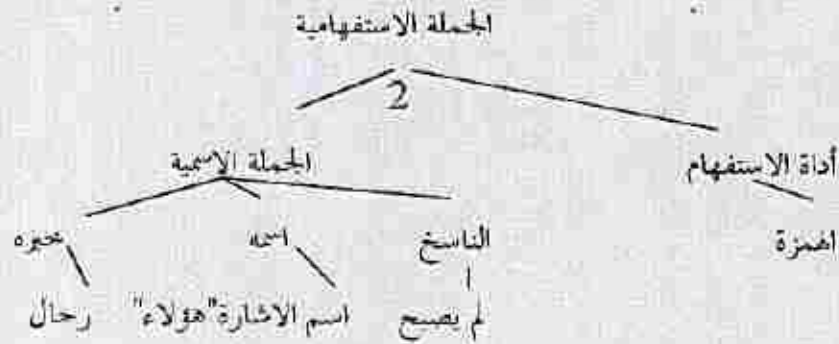 الجملة الاستفهامية
2
أداة الاستفهام الجملة الاسمية
الهمزة الناسخ اسمه خبره
لم يصبح اسم الاشارة "هؤلاء" رحال